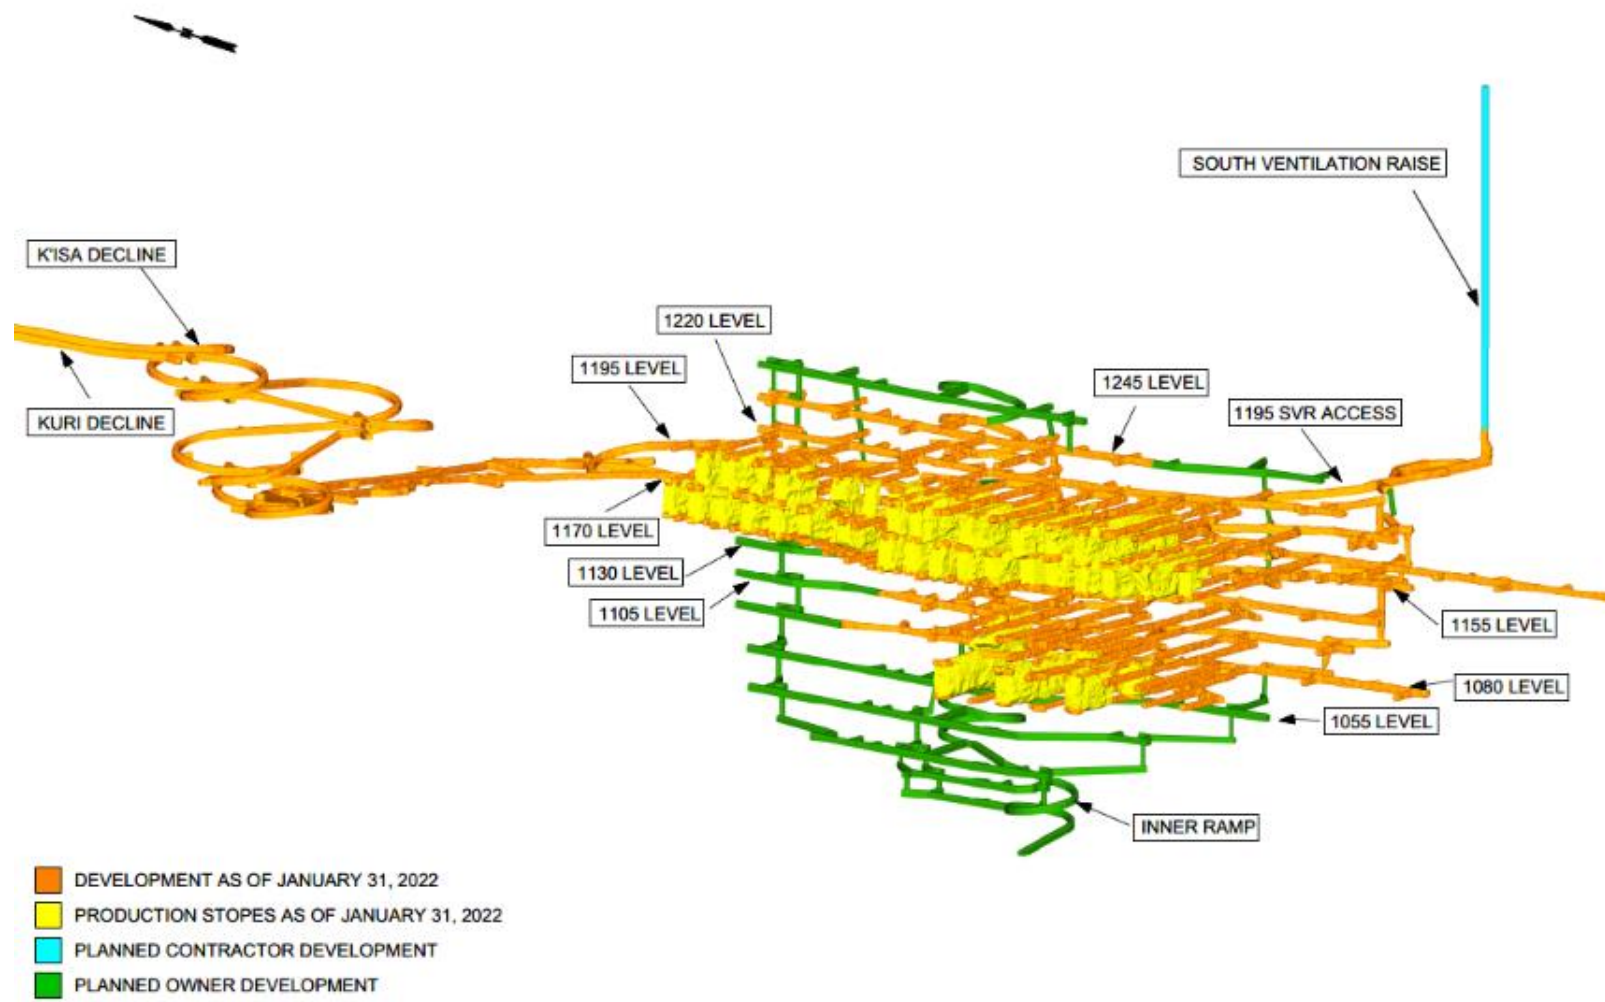 SOUTH VENTILATION RAISE
K'ISA DECLINE
1220 LEVEL
1195 LEVEL
1245 LEVEL
1195 SVR ACCESS
KURI DECLINE
1170 LEVEL
1130 LEVEL
1105 LEVEL
1155 LEVEL
1080 LEVEL
1055 LEVEL
INNER RAMP
DEVELOPMENT AS OF JANUARY 31, 2022
PRODUCTION STOPES AS OF JANUARY 31, 2022
PLANNED CONTRACTOR DEVELOPMENT
PLANNED OWNER DEVELOPMENT